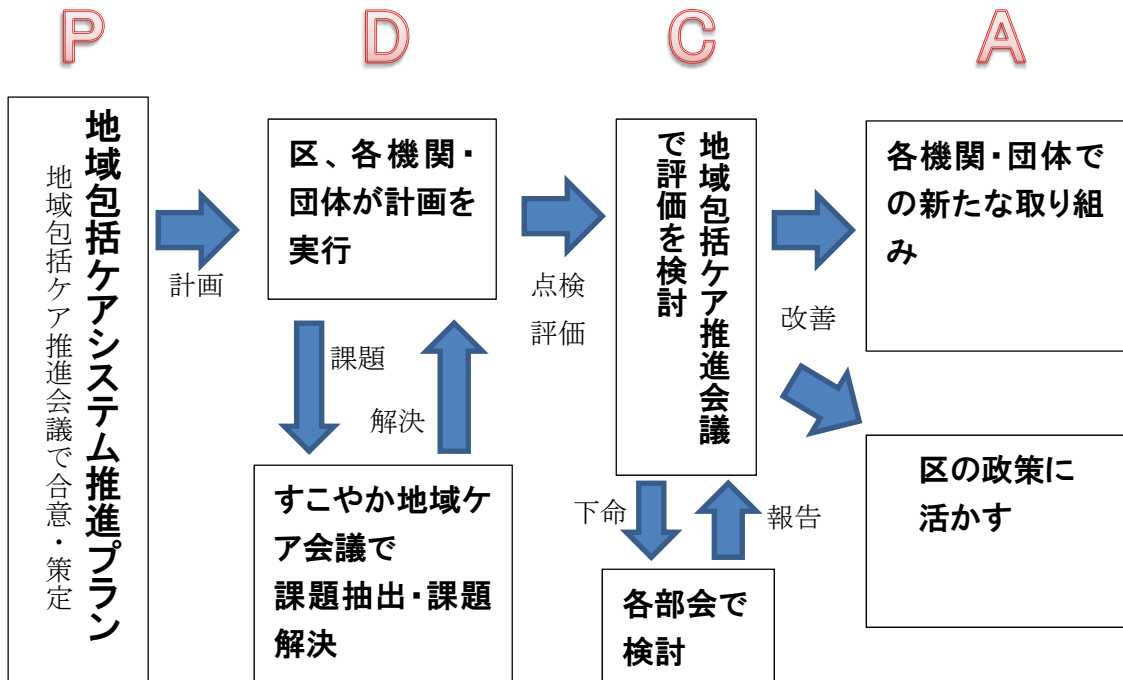 P
D
C
A
地域包括ケアシステム推進プラン
地域包括ケア推進会議で合意・策定
計画
区、各機関・
団体が計画を
実行
課題
解決
すこやか地域ケ
ア会議で
課題抽出・課題
解決
点検
評価
地域包括ケア推進会議
で評価を検討
下命
報告
各部会で
検討
改善
各機関・団体で
の新たな取り組
み
区の政策に
活かす